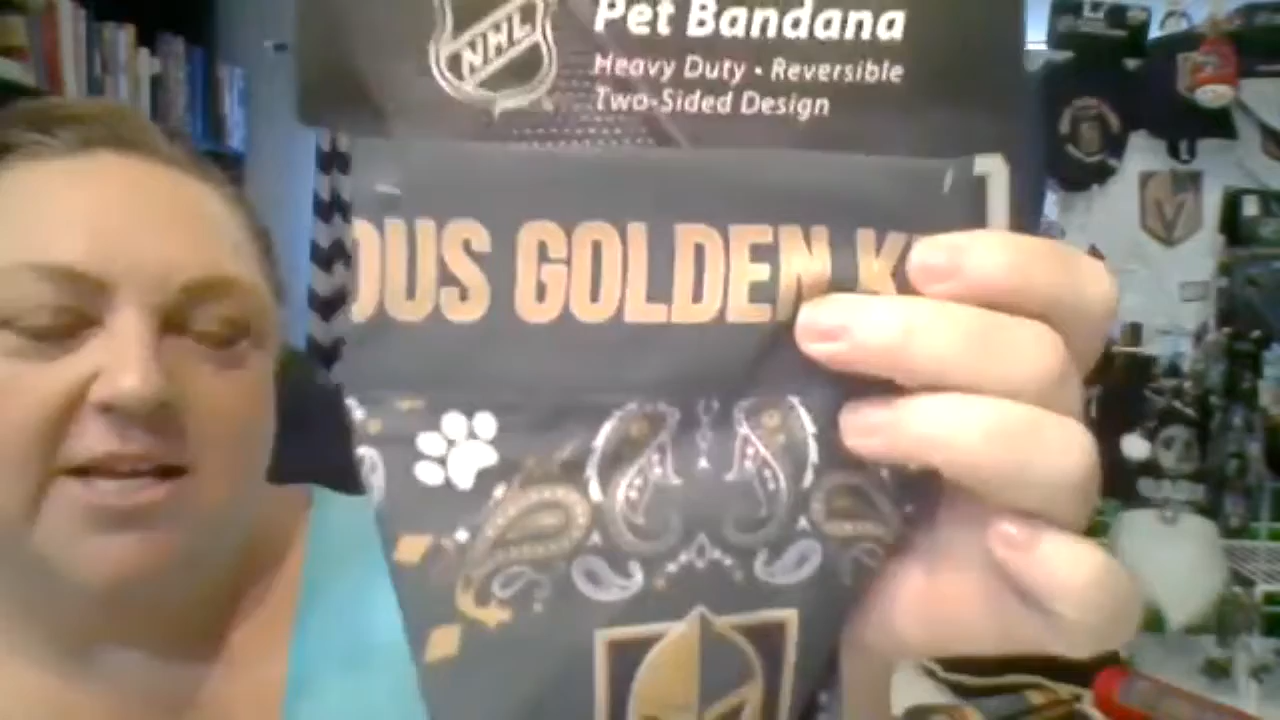 NHL
Pet Bandana
Heavy Duty • Reversible
Two-Sided Design
OUS GOLDEN K